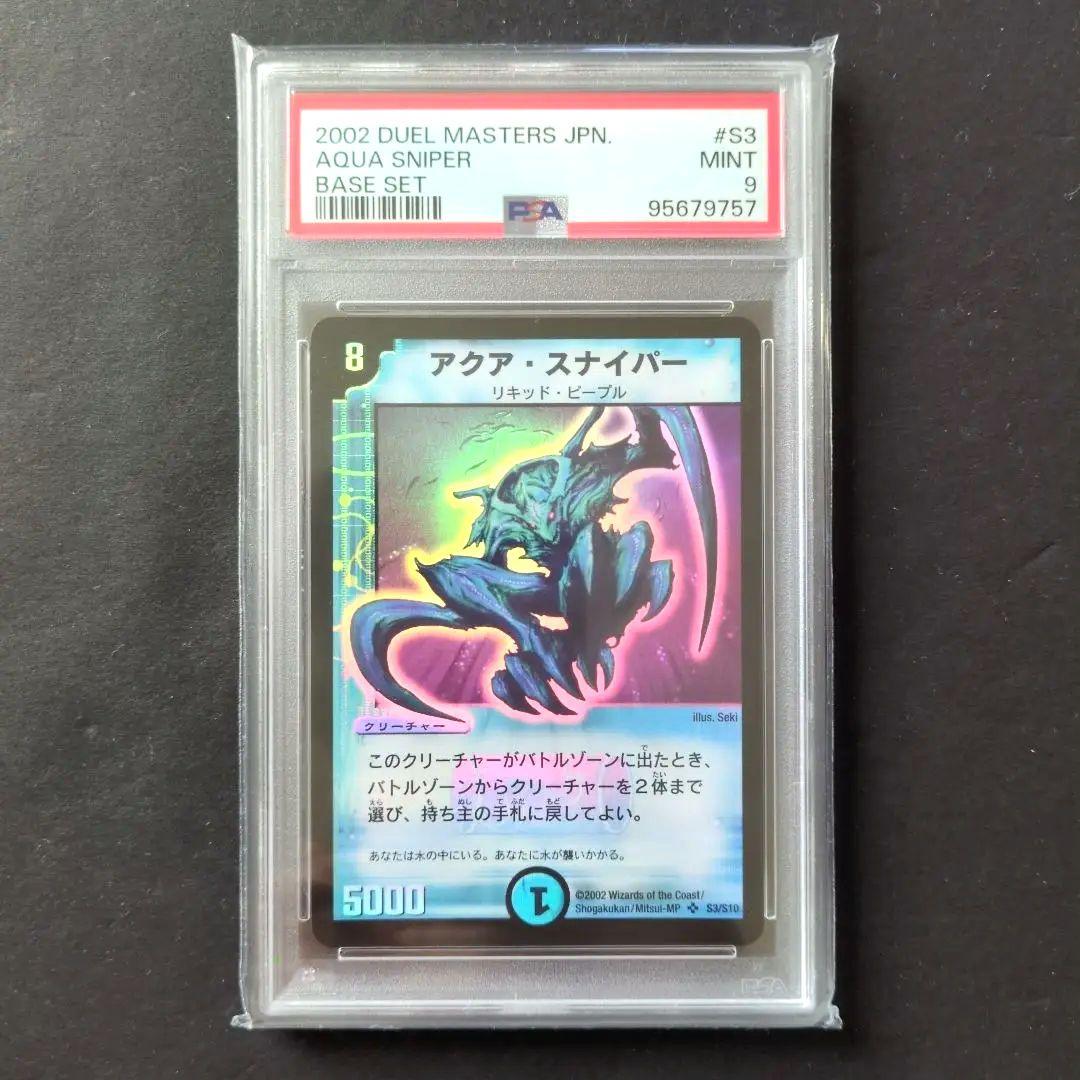 2002 DUEL MASTERS JPN. #S3
AQUA SNIPER MINT
BASE SET 9
PSA 95679757
8 アクア・スナイパー
リキッド・ピープル
illus. Seki
クリーチャー
このクリーチャーがバトルゾーンに出たとき、
バトルゾーンからクリーチャーを2体まで
選び、持ち主の手札に戻してよい。
あなたは水の中にいる。あなたに水が襲いかかる。
5000 1 ©2002 Wizards of the Coast/
Shogakukan/Mitsui-MP S3/S10
PSA